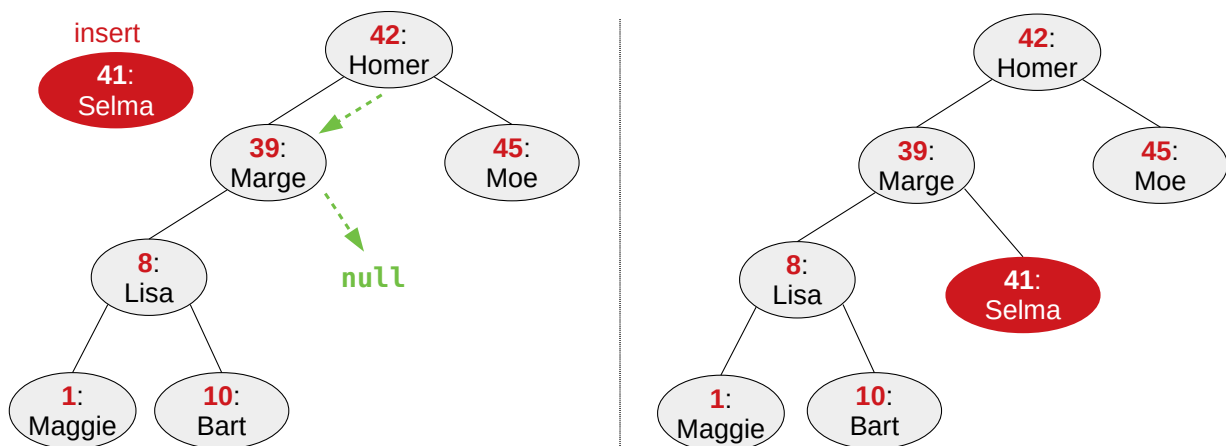 insert
41:
Selma
42:
Homer
39:
Marge
45:
Moe
8:
Lisa
null
1:
Maggie
10:
Bart
42:
Homer
39:
Marge
45:
Moe
8:
Lisa
41:
Selma
1:
Maggie
10:
Bart